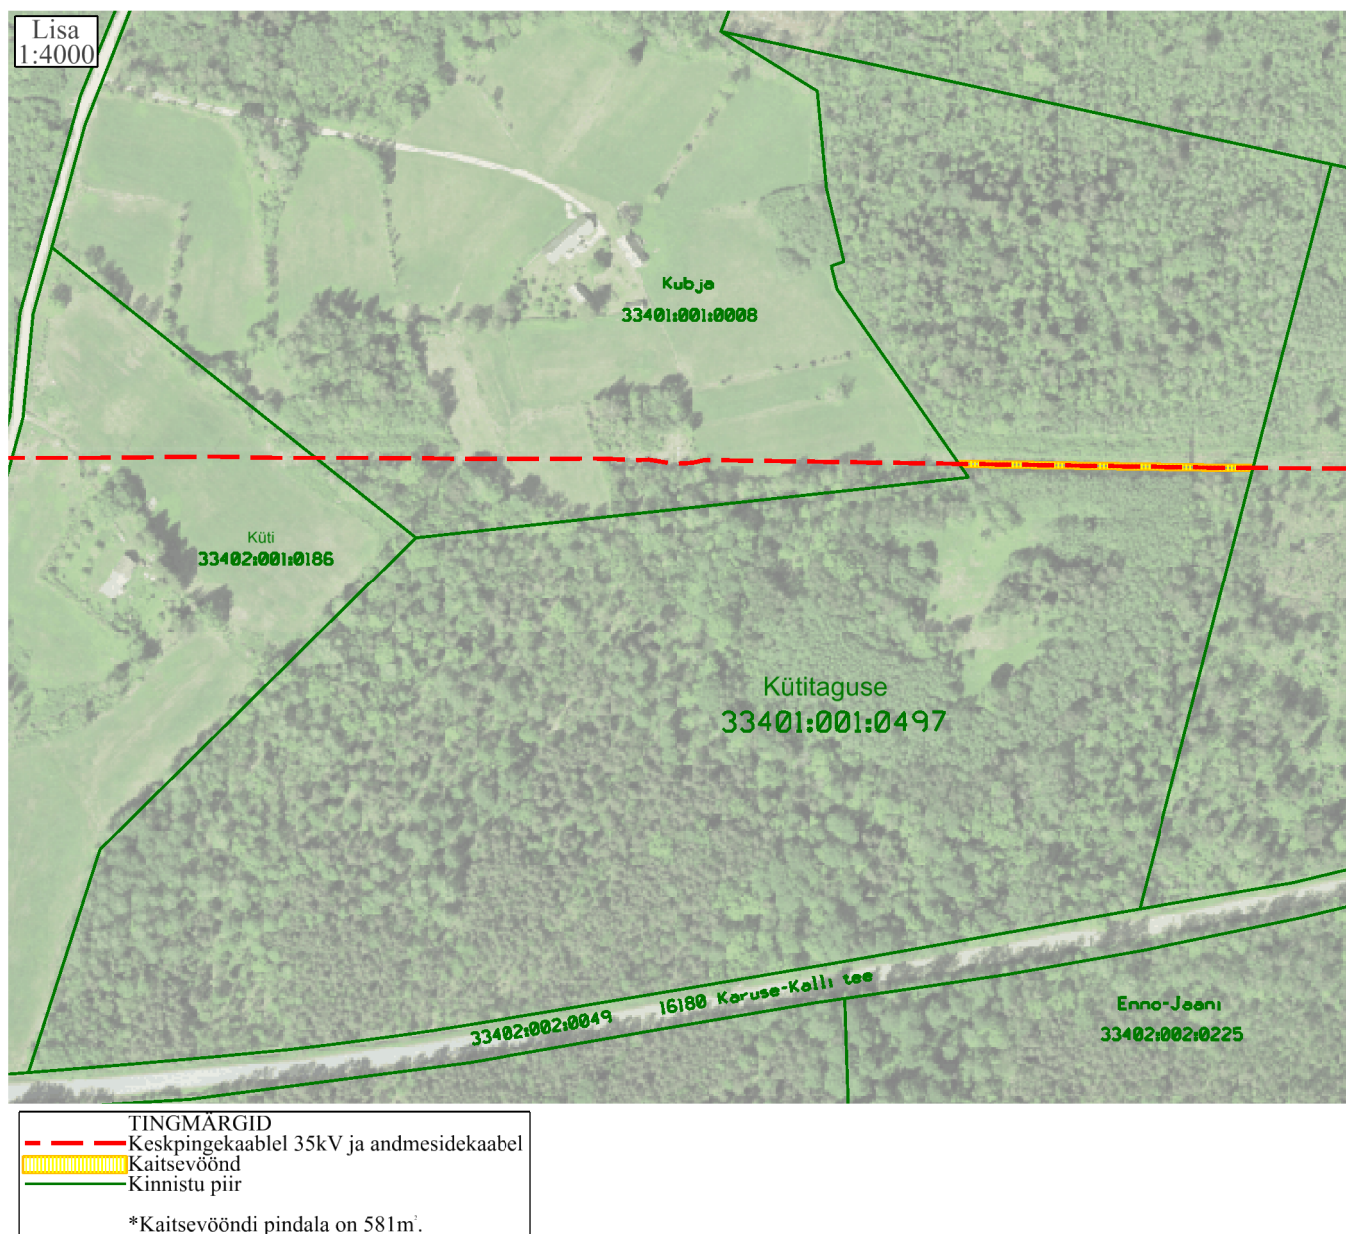 Lisa
1:4000
Kubja
33401:001:0008
Küti
33402:001:0186
Kütitaguse
33401:001:0497
16180 Karuse-Kalli tee
33402:002:0049
Enno-Jaani
33402:002:0225
TINGMÄRGID
Keskpingekaablel 35kV ja andmesidekaabel
Kaitsevöönd
Kinnistu piir
*Kaitsevööndi pindala on 581m².